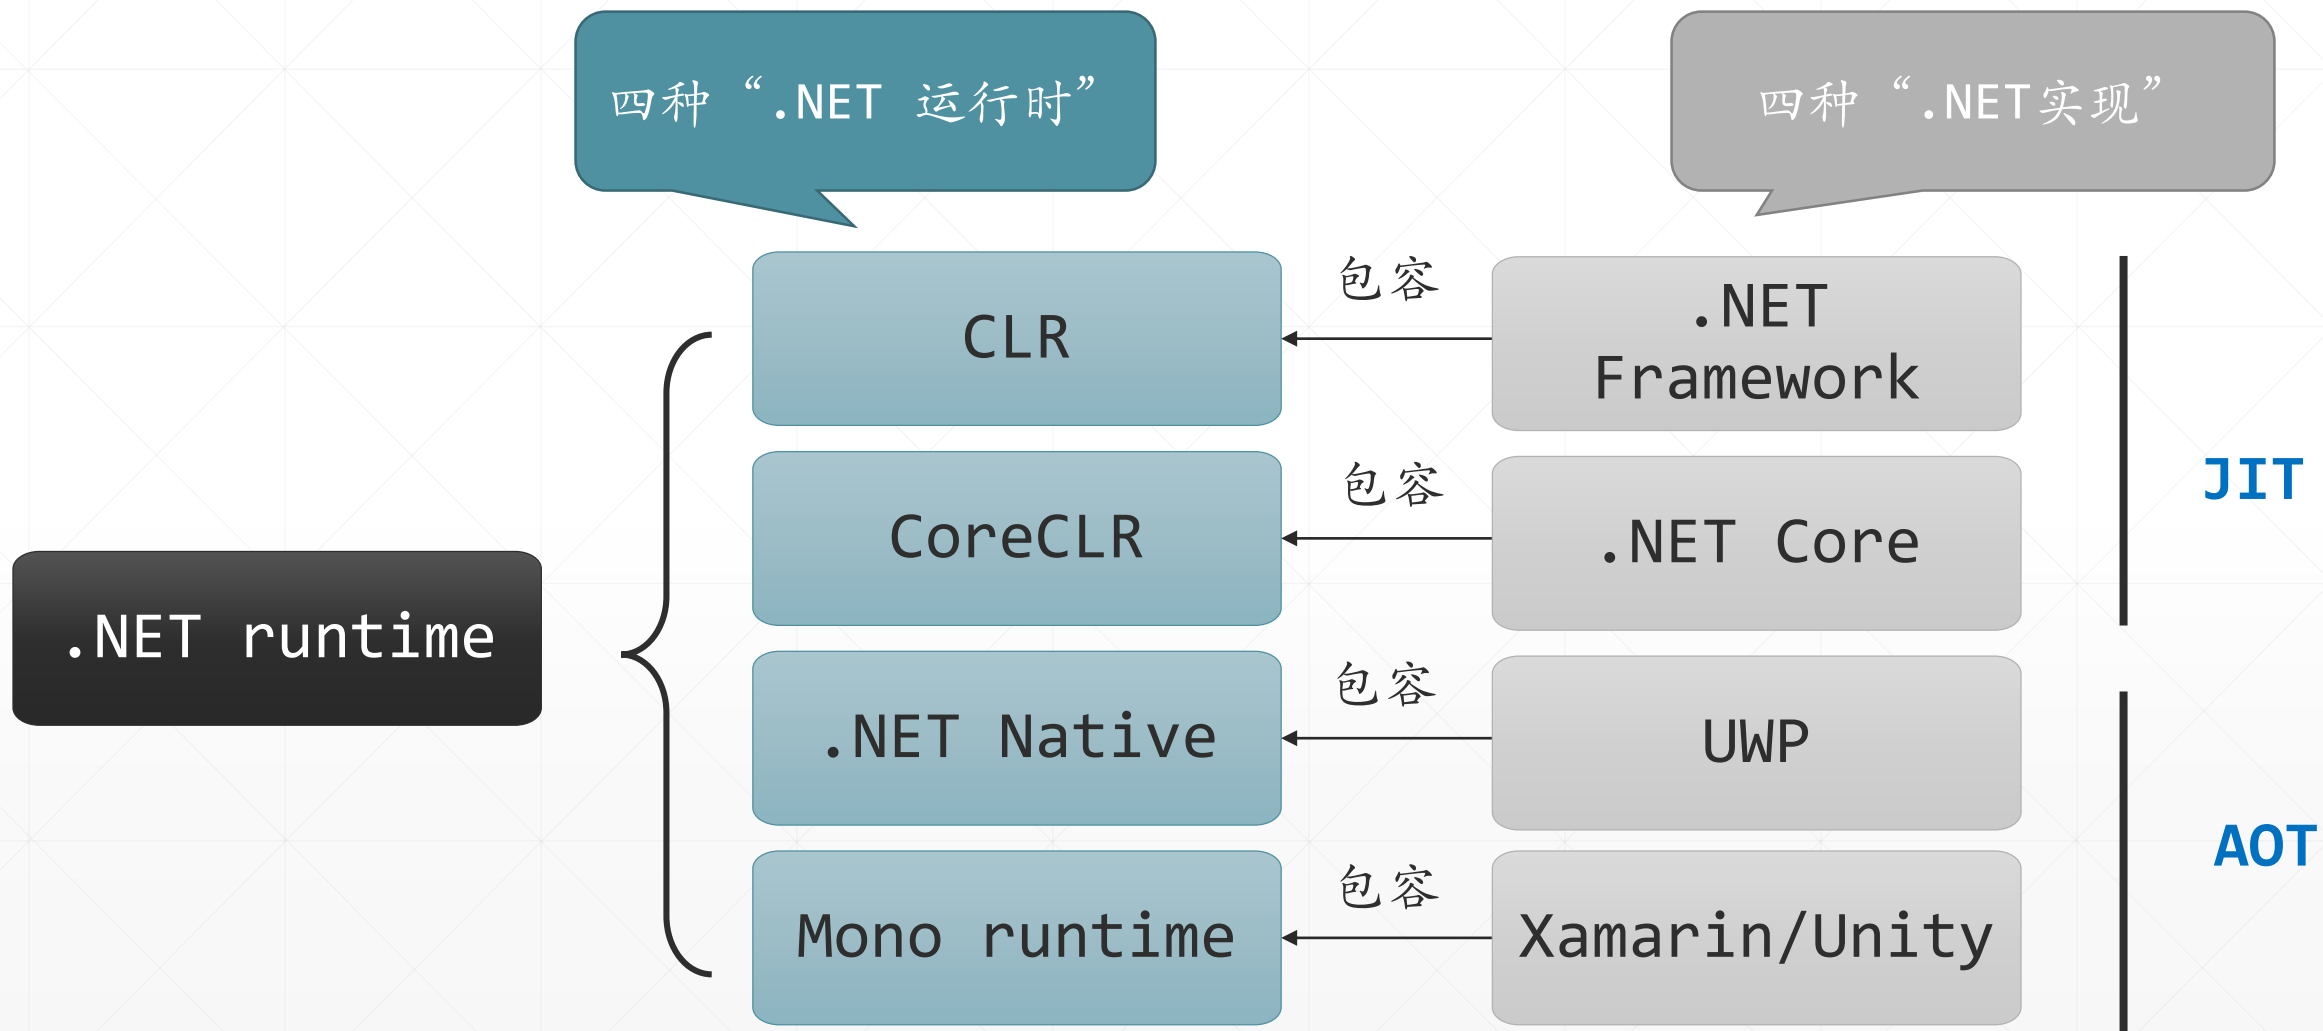 四种“.NET 运行时”
四种“.NET实现”
.NET runtime
CLR
包容
.NET
Framework
CoreCLR
包容
.NET Core
JIT
.NET Native
包容
UWP
AOT
Mono runtime
包容
Xamarin/Unity